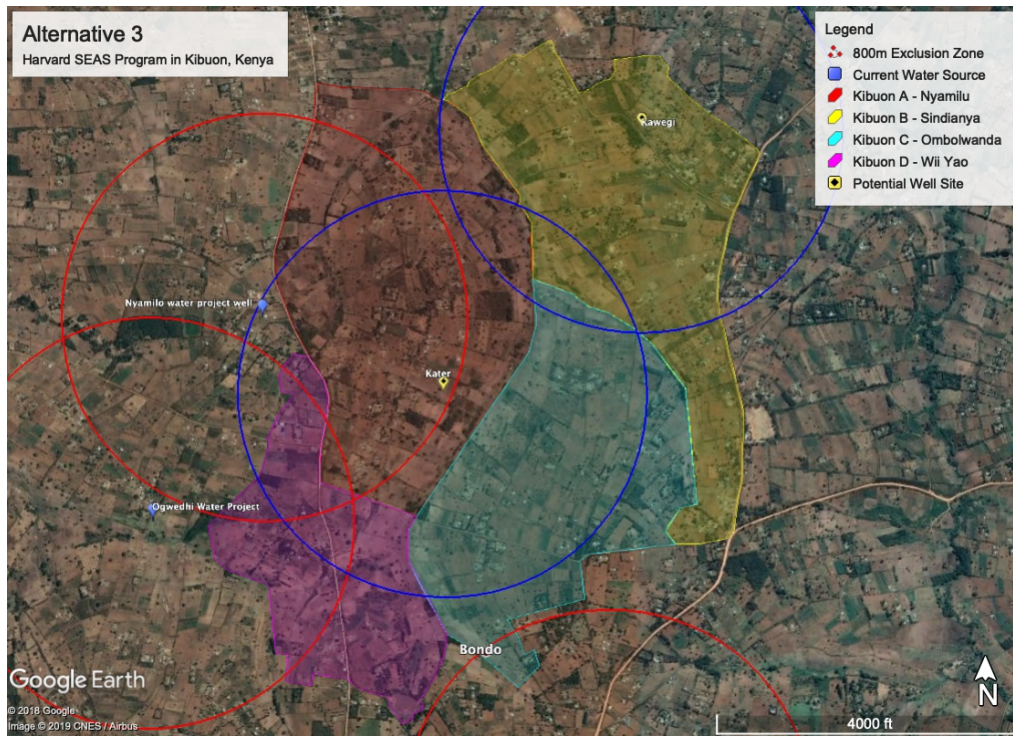 Alternative 3
Harvard SEAS Program in Kibuon, Kenya
Legend
800m Exclusion Zone
Current Water Source
Kibuon A - Nyamilu
Kibuon B - Sindianya
Kibuon C - Ombolwanda
Kibuon D - Wii Yao
Potential Well Site
Kawegi
Nyamilo water project well
Kater
Ogwedhi Water Project
Bondo
Google Earth
© 2018 Google
Image © 2019 CNES / Airbus
N
4000 ft